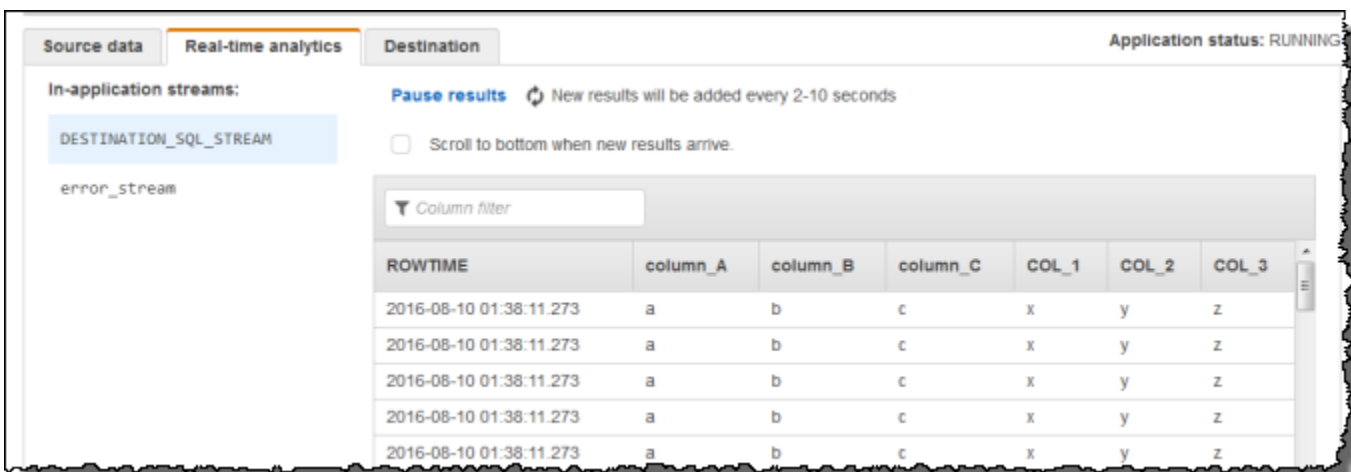 Source data Real-time analytics Destination Application status: RUNNING
In-application streams:
Pause results New results will be added every 2-10 seconds
DESTINATION_SQL_STREAM
Scroll to bottom when new results arrive.
error_stream
Column filter
ROWTIME column_A column_B column_C COL_1 COL_2 COL_3
2016-08-10 01:38:11.273 a b c x y z
2016-08-10 01:38:11.273 a b c x y z
2016-08-10 01:38:11.273 a b c x y z
2016-08-10 01:38:11.273 a b c x y z
2016-08-10 01:38:11.273 a b c x y z